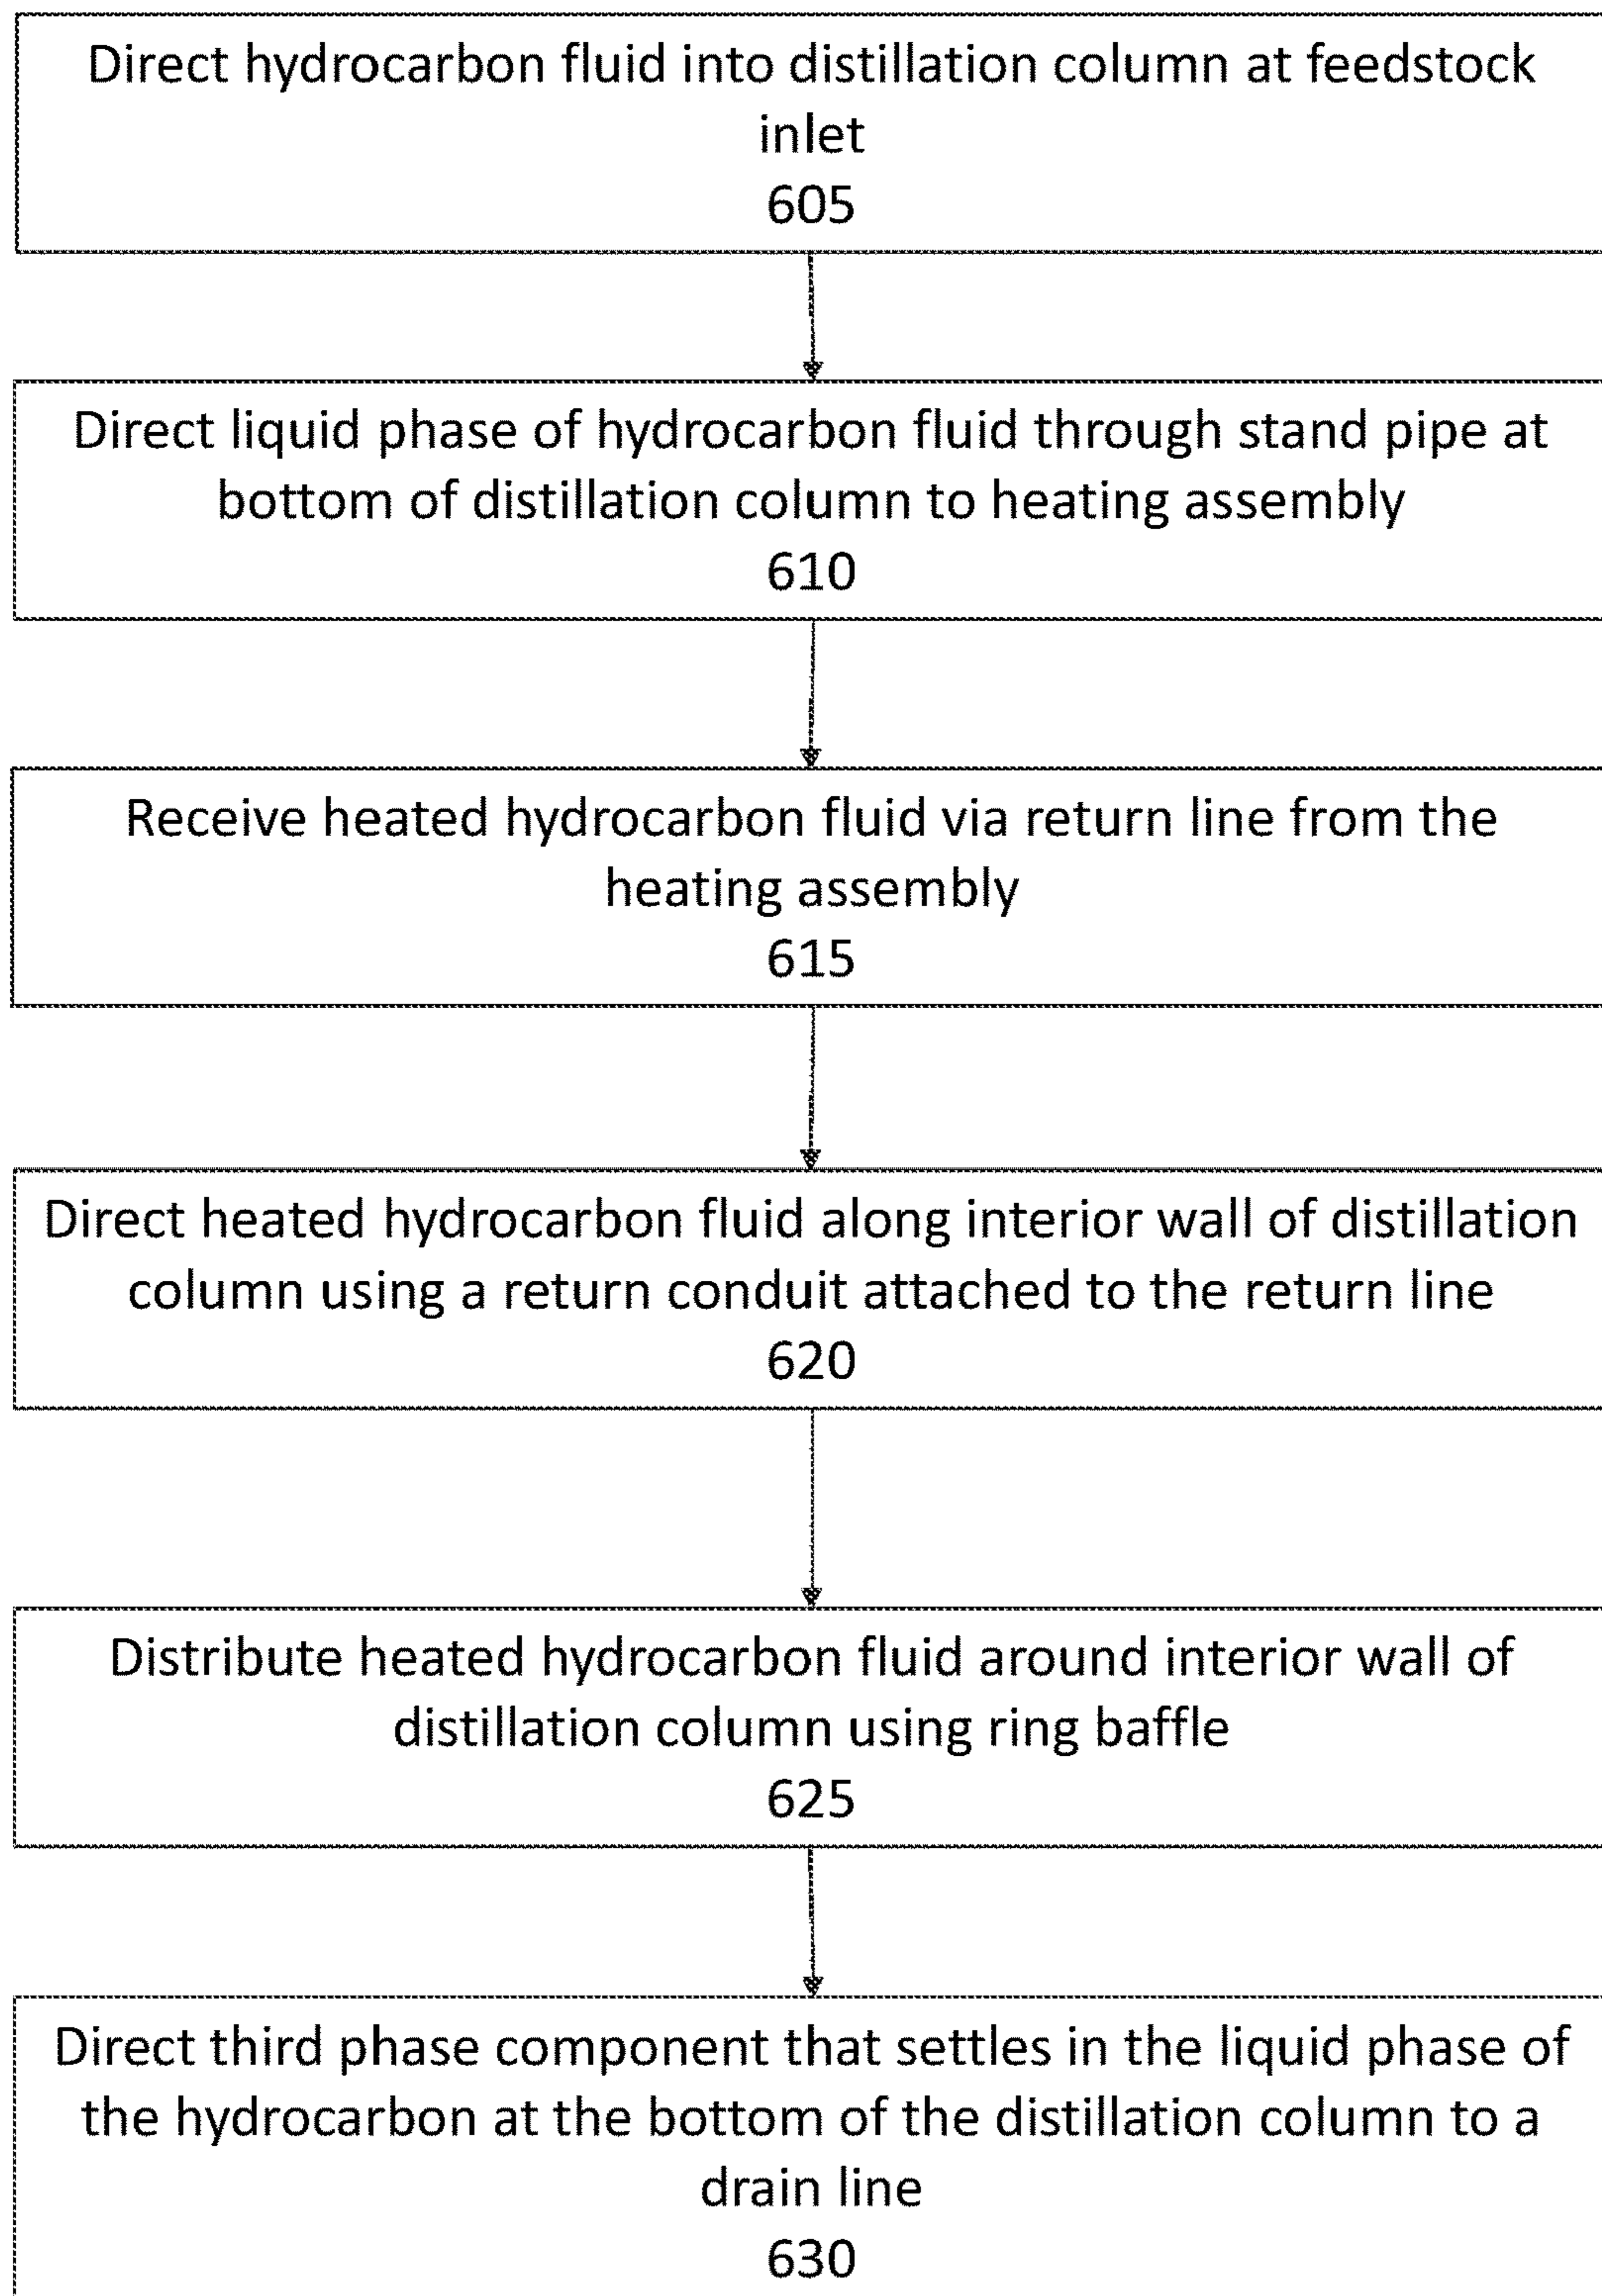 Direct hydrocarbon fluid into distillation column at feedstock
inlet
605
Direct liquid phase of hydrocarbon fluid through stand pipe at
bottom of distillation column to heating assembly
610
Receive heated hydrocarbon fluid via return line from the
heating assembly
615
Direct heated hydrocarbon fluid along interior wall of distillation
column using a return conduit attached to the return line
620
Distribute heated hydrocarbon fluid around interior wall of
distillation column using ring baffle
625
Direct third phase component that settles in the liquid phase of
the hydrocarbon at the bottom of the distillation column to a
drain line
630